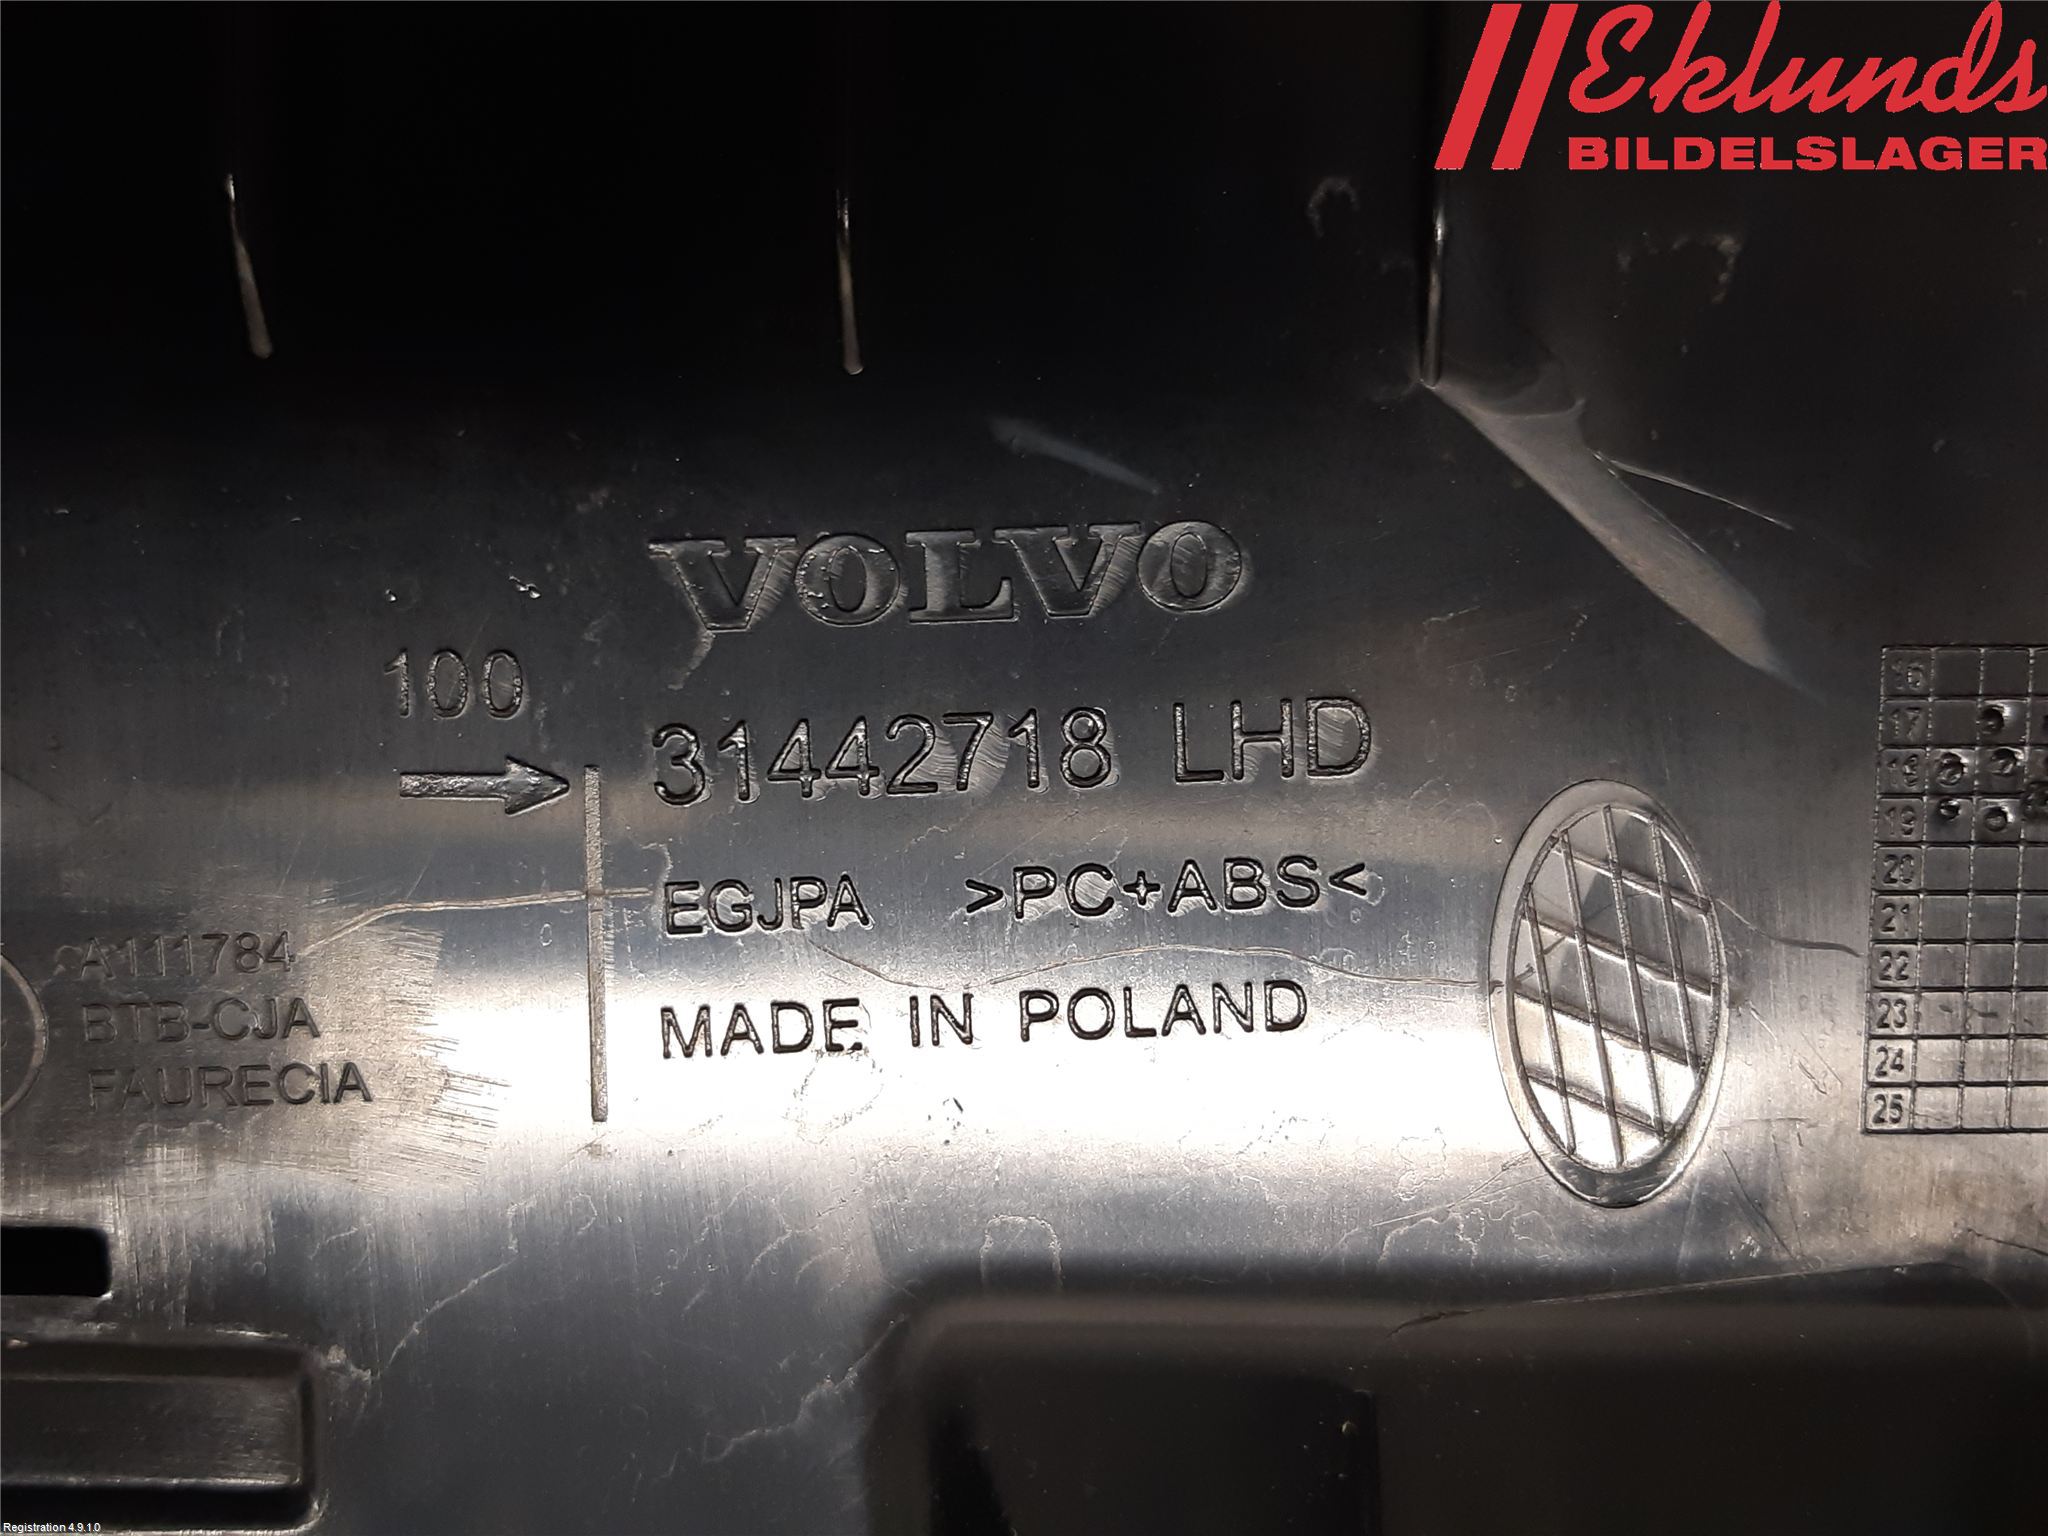 Eklunds
BILDELSLAGER
VOLVO
100
31442718 LHD
EGJPA >PC+ABS<
MADE IN POLAND
A111784
BTB-CJA
FAURECIA
16
17
18
19
20
21
22
23
24
25
Registration 4.9.1.0